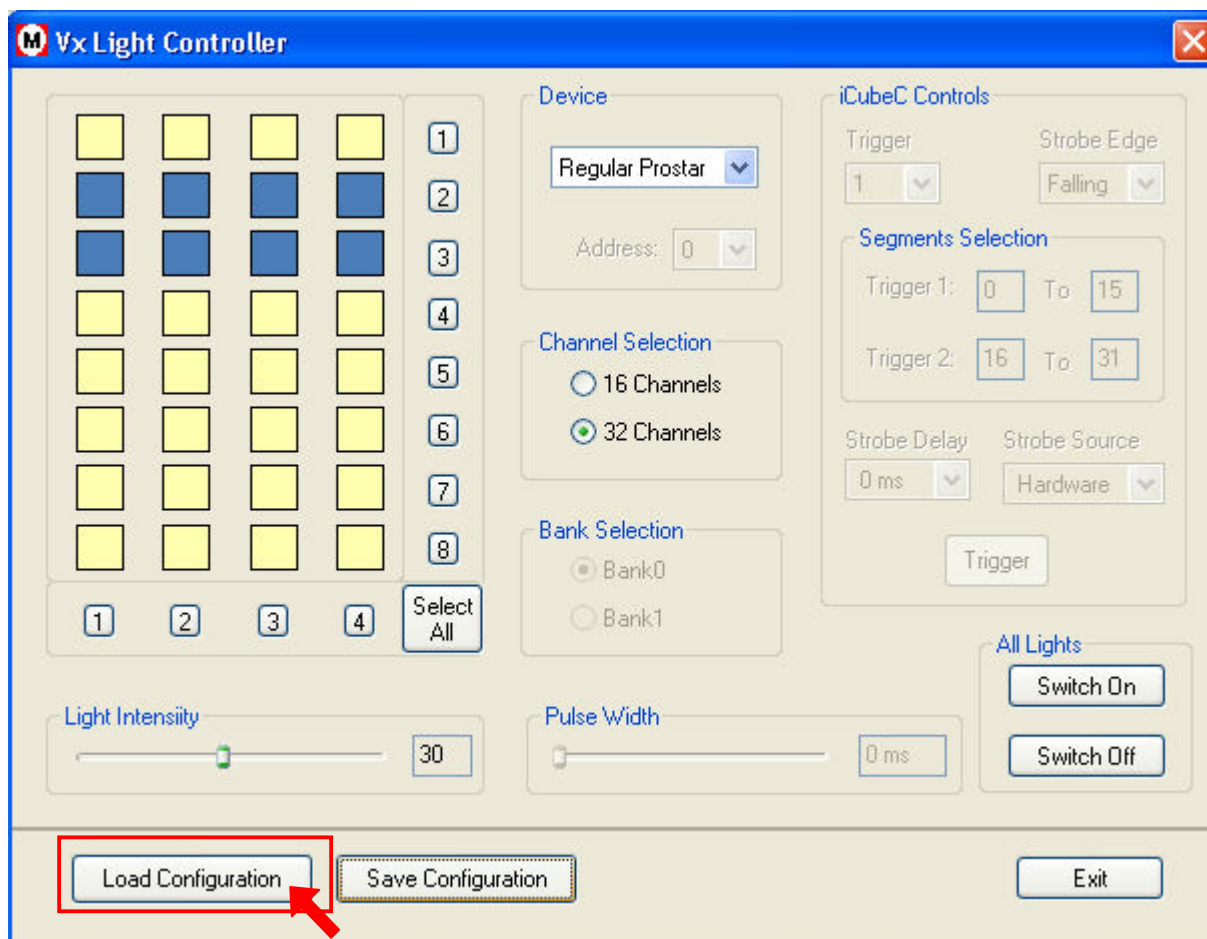 M Vx Light Controller
1
2
3
4
5
6
7
8
1 2 3 4 Select All
Device
Regular Prostar
Address: 0
Channel Selection
16 Channels
32 Channels
Bank Selection
Bank0
Bank1
iCubeC Controls
Trigger Strobe Edge
1 Falling
Segments Selection
Trigger 1: 0 To 15
Trigger 2: 16 To 31
Strobe Delay Strobe Source
0 ms Hardware
Trigger
All Lights
Switch On
Switch Off
Light Intensiity
30
Pulse Width
0 ms
Load Configuration Save Configuration Exit